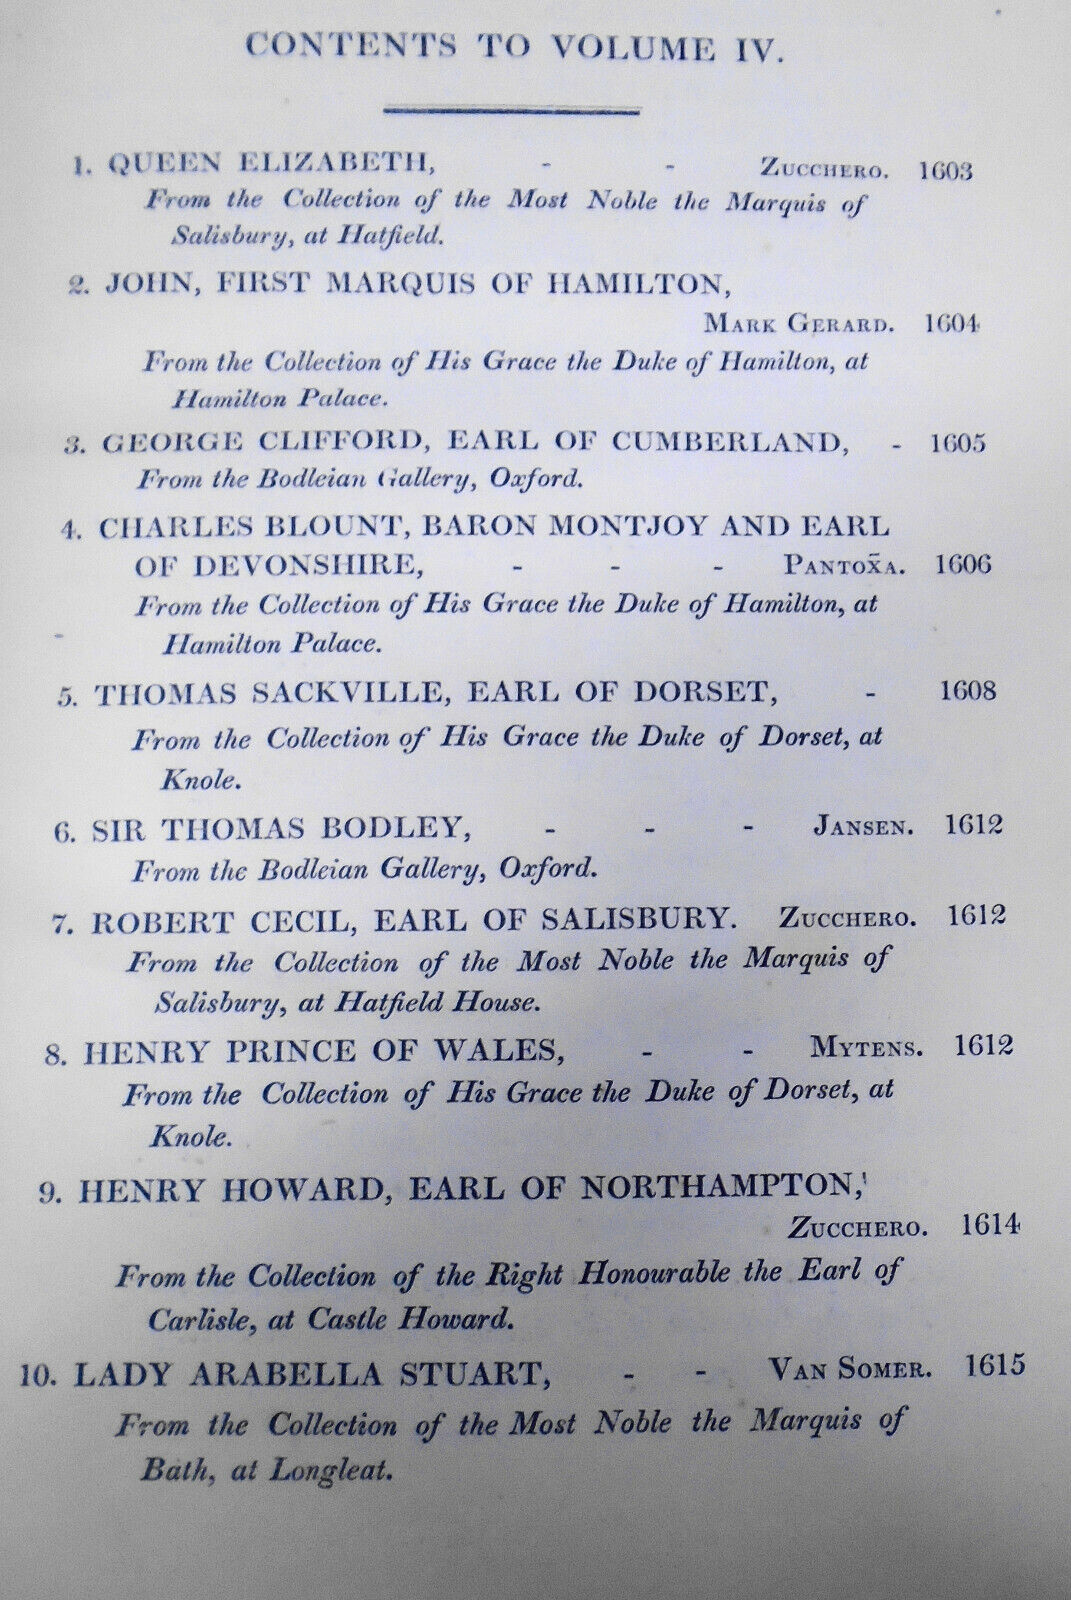 CONTENTS TO VOLUME IV.
1. QUEEN ELIZABETH, - - ZUCCHERO. 1603
From the Collection of the Most Noble the Marquis of
Salisbury, at Hatfield.
2. JOHN, FIRST MARQUIS OF HAMILTON,
MARK GERARD. 1604
From the Collection of His Grace the Duke of Hamilton, at
Hamilton Palace.
3. GEORGE CLIFFORD, EARL OF CUMBERLAND, - 1605
From the Bodleian Gallery, Oxford.
4. CHARLES BLOUNT, BARON MONTJOY AND EARL
OF DEVONSHIRE, - - - PANTOX̃A. 1606
From the Collection of His Grace the Duke of Hamilton, at
Hamilton Palace.
5. THOMAS SACKVILLE, EARL OF DORSET, - 1608
From the Collection of His Grace the Duke of Dorset, at
Knole.
6. SIR THOMAS BODLEY, - - - JANSEN. 1612
From the Bodleian Gallery, Oxford.
7. ROBERT CECIL, EARL OF SALISBURY. ZUCCHERO. 1612
From the Collection of the Most Noble the Marquis of
Salisbury, at Hatfield House.
8. HENRY PRINCE OF WALES, - - MYTENS. 1612
From the Collection of His Grace the Duke of Dorset, at
Knole.
9. HENRY HOWARD, EARL OF NORTHAMPTON,
ZUCCHERO. 1614
From the Collection of the Right Honourable the Earl of
Carlisle, at Castle Howard.
10. LADY ARABELLA STUART, - - VAN SOMER. 1615
From the Collection of the Most Noble the Marquis of
Bath, at Longleat.